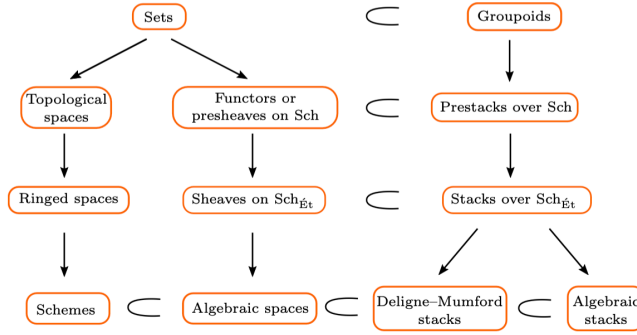 Sets
Groupoids
Topological
spaces
Functors or
presheaves on Sch
Prestacks over Sch
Ringed spaces
Sheaves on Sch_Ét
Stacks over Sch_Ét
Schemes
Algebraic spaces
Deligne–Mumford
stacks
Algebraic
stacks